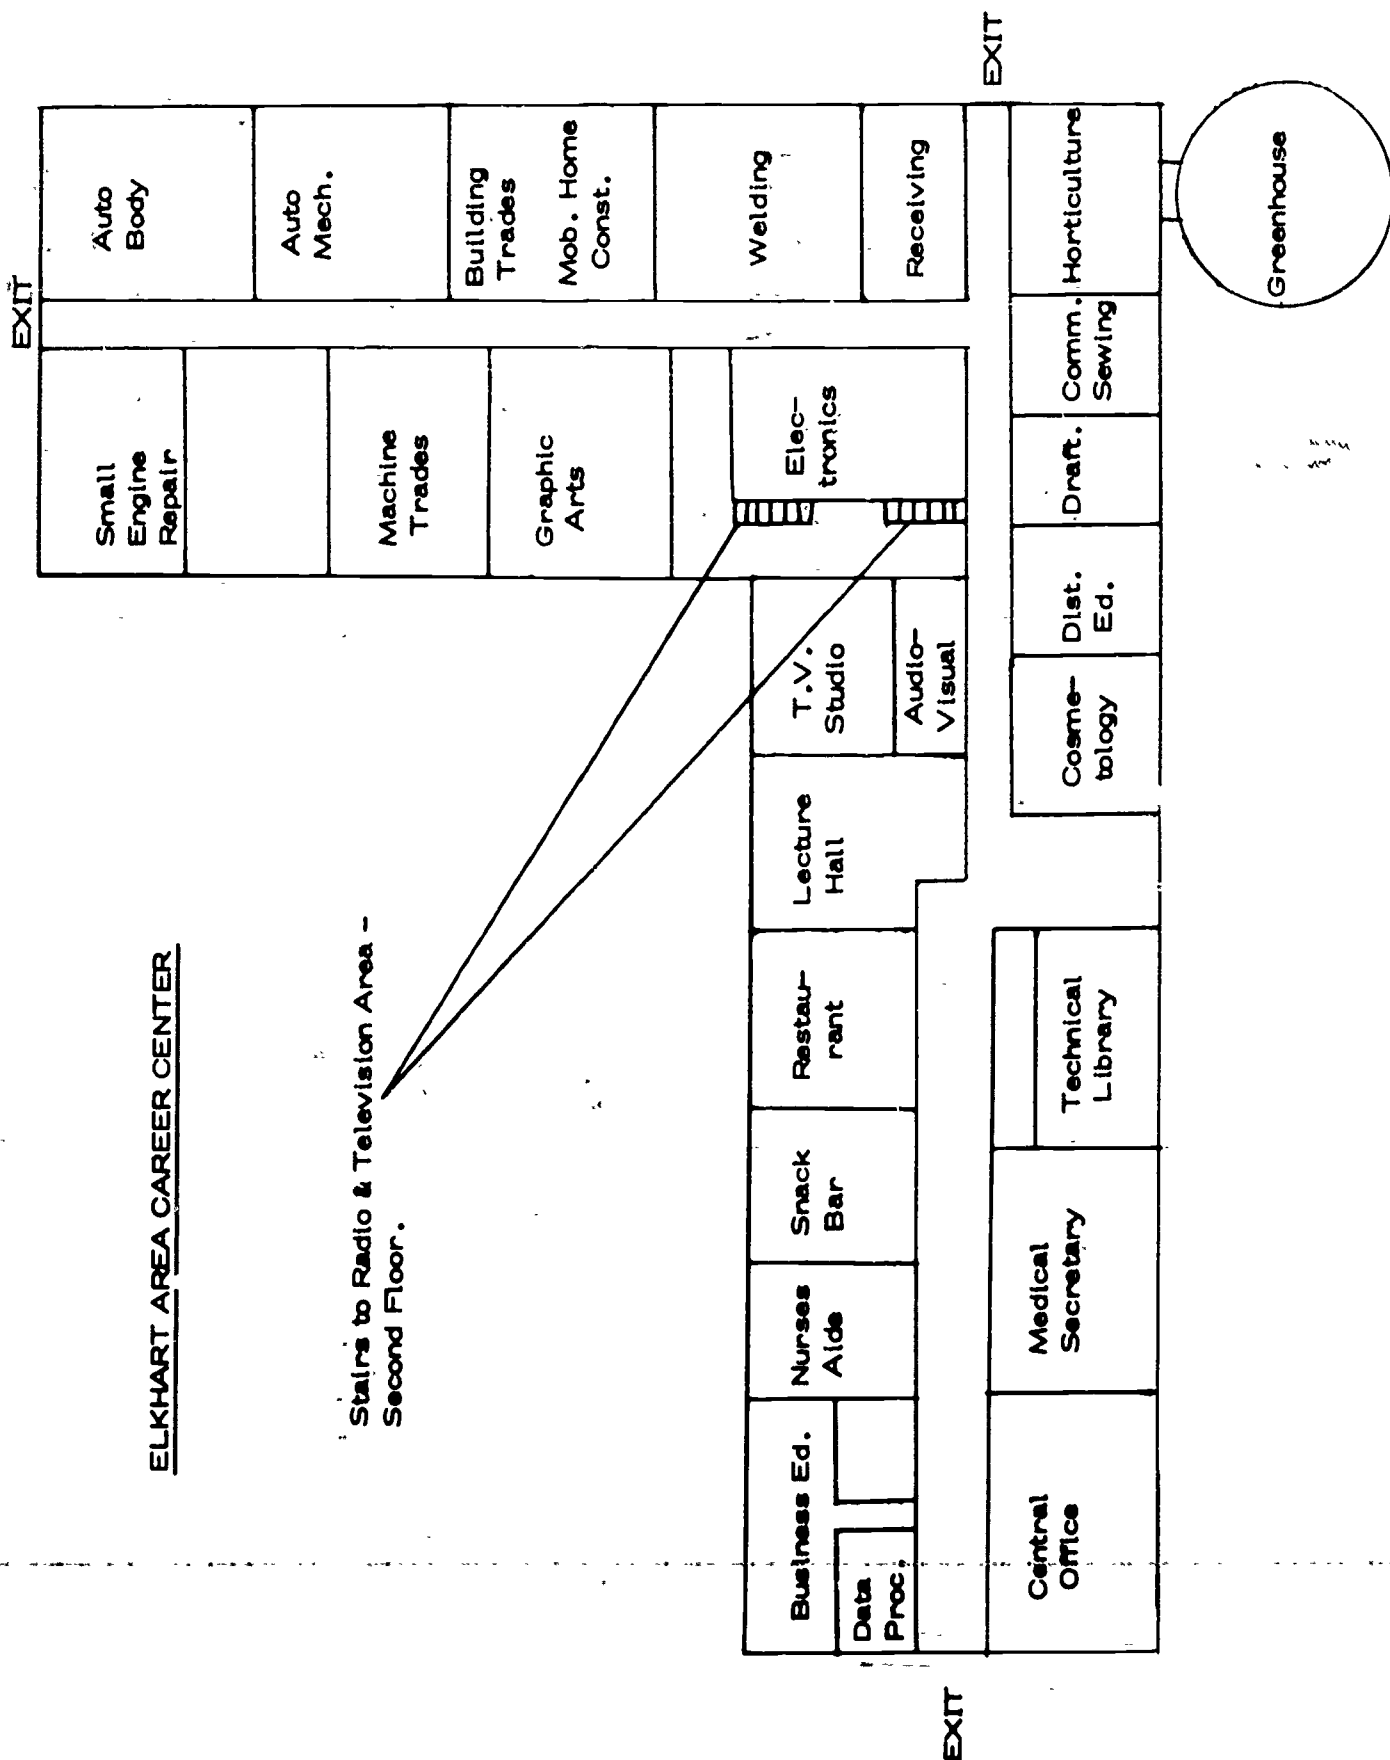 ELKHART AREA CAREER CENTER
Stairs to Radio & Television Area -
Second Floor.
EXIT
Small
Engine
Repair
Machine
Trades
Graphic
Arts
Elec-
tronics
Auto
Body
Auto
Mech.
Building
Trades
Mob. Home
Const.
Welding
Receiving
EXIT
Business Ed.
Data
Proc.
Nurses
Aide
Snack
Bar
Restau-
rant
Lecture
Hall
T.V.
Studio
Audio-
Visual
EXIT
Central
Office
Medical
Secretary
Technical
Library
Cosme-
tology
Dist.
Ed.
Draft.
Comm.
Sewing
Horticulture
Greenhouse